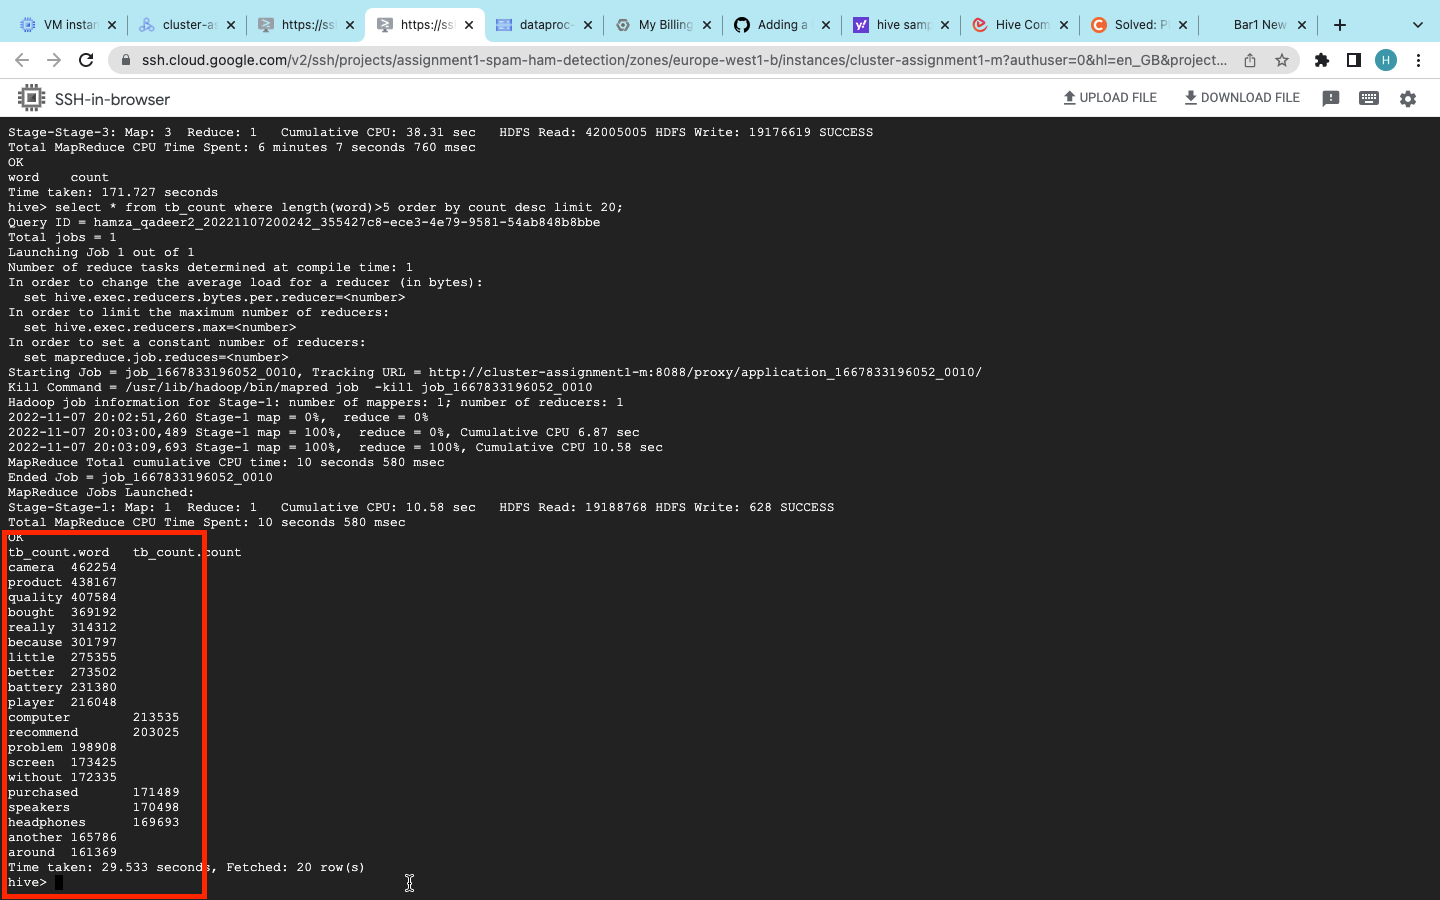 VM instan
cluster-as
https://ss
https://ss
dataproc-
My Billing
Adding a
hive samp
Hive Com
Solved: P
Bar1 New
ssh.cloud.google.com/v2/ssh/projects/assignment1-spam-ham-detection/zones/europe-west1-b/instances/cluster-assignment1-m?authuser=0&hl=en_GB&project...
H
SSH-in-browser
UPLOAD FILE
DOWNLOAD FILE
Stage-Stage-3: Map: 3  Reduce: 1   Cumulative CPU: 38.31 sec   HDFS Read: 42005005 HDFS Write: 19176619 SUCCESS
Total MapReduce CPU Time Spent: 6 minutes 7 seconds 760 msec
OK
word    count
Time taken: 171.727 seconds
hive> select * from tb_count where length(word)>5 order by count desc limit 20;
Query ID = hamza_qadeer2_20221107200242_355427c8-ece3-4e79-9581-54ab848b8bbe
Total jobs = 1
Launching Job 1 out of 1
Number of reduce tasks determined at compile time: 1
In order to change the average load for a reducer (in bytes):
  set hive.exec.reducers.bytes.per.reducer=<number>
In order to limit the maximum number of reducers:
  set hive.exec.reducers.max=<number>
In order to set a constant number of reducers:
  set mapreduce.job.reduces=<number>
Starting Job = job_1667833196052_0010, Tracking URL = http://cluster-assignment1-m:8088/proxy/application_1667833196052_0010/
Kill Command = /usr/lib/hadoop/bin/mapred job  -kill job_1667833196052_0010
Hadoop job information for Stage-1: number of mappers: 1; number of reducers: 1
2022-11-07 20:02:51,260 Stage-1 map = 0%,  reduce = 0%
2022-11-07 20:03:00,489 Stage-1 map = 100%,  reduce = 0%, Cumulative CPU 6.87 sec
2022-11-07 20:03:09,693 Stage-1 map = 100%,  reduce = 100%, Cumulative CPU 10.58 sec
MapReduce Total cumulative CPU time: 10 seconds 580 msec
Ended Job = job_1667833196052_0010
MapReduce Jobs Launched:
Stage-Stage-1: Map: 1  Reduce: 1   Cumulative CPU: 10.58 sec   HDFS Read: 19188768 HDFS Write: 628 SUCCESS
Total MapReduce CPU Time Spent: 10 seconds 580 msec
OK
tb_count.word   tb_count.count
camera  462254
product 438167
quality 407584
bought  369192
really  314312
because 301797
little  275355
better  273502
battery 231380
player  216048
computer        213535
recommend       203025
problem 198908
screen  173425
without 172335
purchased       171489
speakers        170498
headphones      169693
another 165786
around  161369
Time taken: 29.533 seconds, Fetched: 20 row(s)
hive>